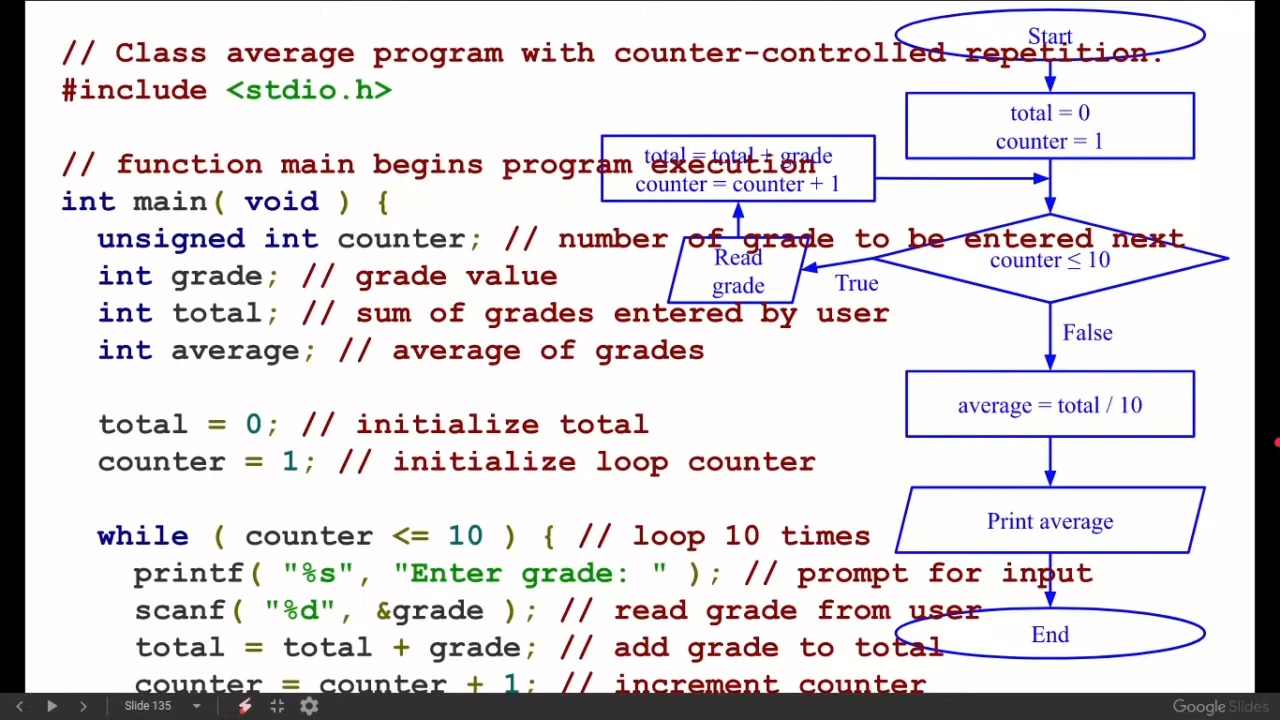 // Class average program with counter-controlled repetition.
#include <stdio.h>
// function main begins program execution
int main( void ) {
unsigned int counter; // number of grade to be entered next
int grade; // grade value
int total; // sum of grades entered by user
int average; // average of grades
total = 0; // initialize total
counter = 1; // initialize loop counter
while ( counter <= 10 ) { // loop 10 times
printf( "%s", "Enter grade: " ); // prompt for input
scanf( "%d", &grade ); // read grade from user
total = total + grade; // add grade to total
counter = counter + 1; // increment counter
Start
total = 0
counter = 1
total = total + grade
counter = counter + 1
Read
grade
True
counter ≤ 10
False
average = total / 10
Print average
End
Slide 135
Google Slides